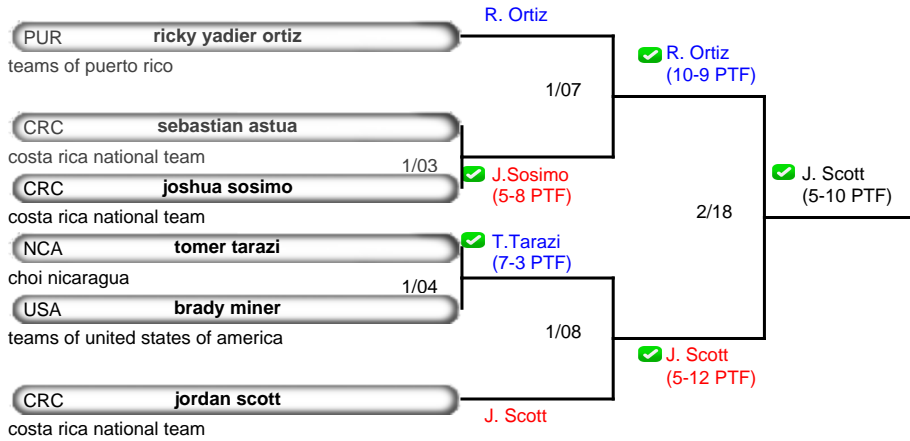 R. Ortiz
PUR ricky yadier ortiz
teams of puerto rico
R. Ortiz
(10-9 PTF)
1/07
CRC sebastian astua
costa rica national team
1/03
CRC joshua sosimo
costa rica national team
J.Sosimo
(5-8 PTF)
J. Scott
(5-10 PTF)
2/18
NCA tomer tarazi
choi nicaragua
T.Tarazi
(7-3 PTF)
1/04
USA brady miner
teams of united states of america
1/08
J. Scott
(5-12 PTF)
CRC jordan scott
costa rica national team
J. Scott